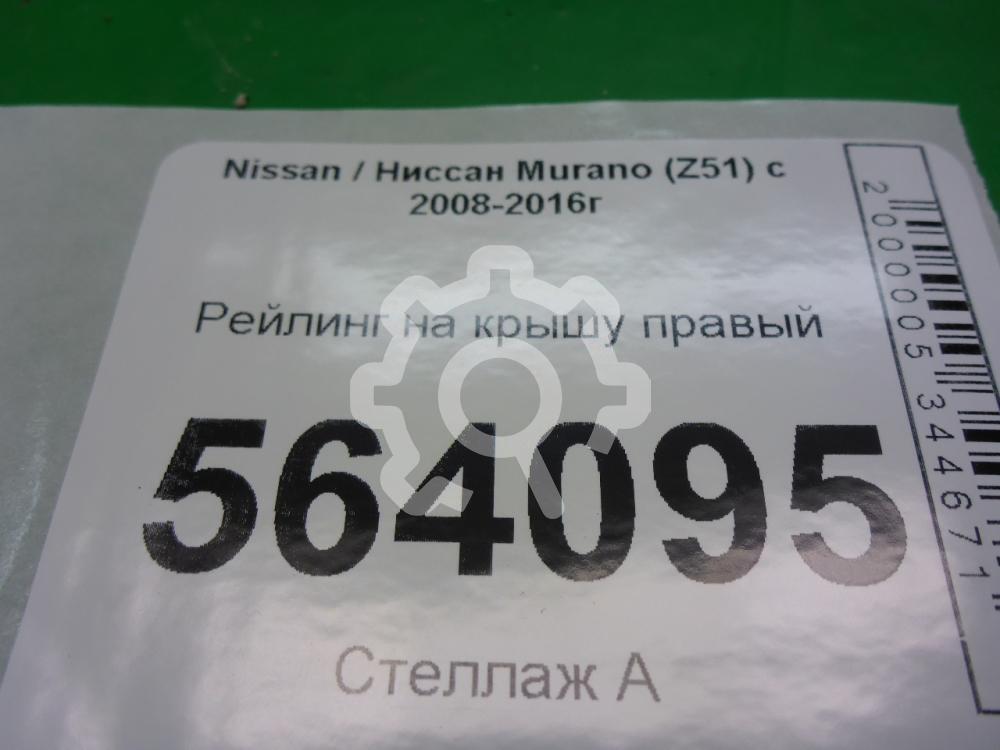 Nissan / Ниссан Murano (Z51) с
2008-2016г
Рейлинг на крышу правый
564095
Стеллаж А
2000005344671